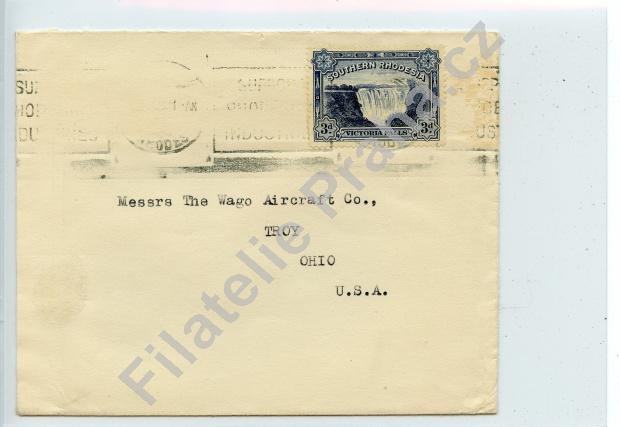 SOUTHERN RHODESIA
3d VICTORIA FALLS 3d
Messrs The Wago Aircraft Co.,
TROY
OHIO
U.S.A.
Filatelie Praha.cz